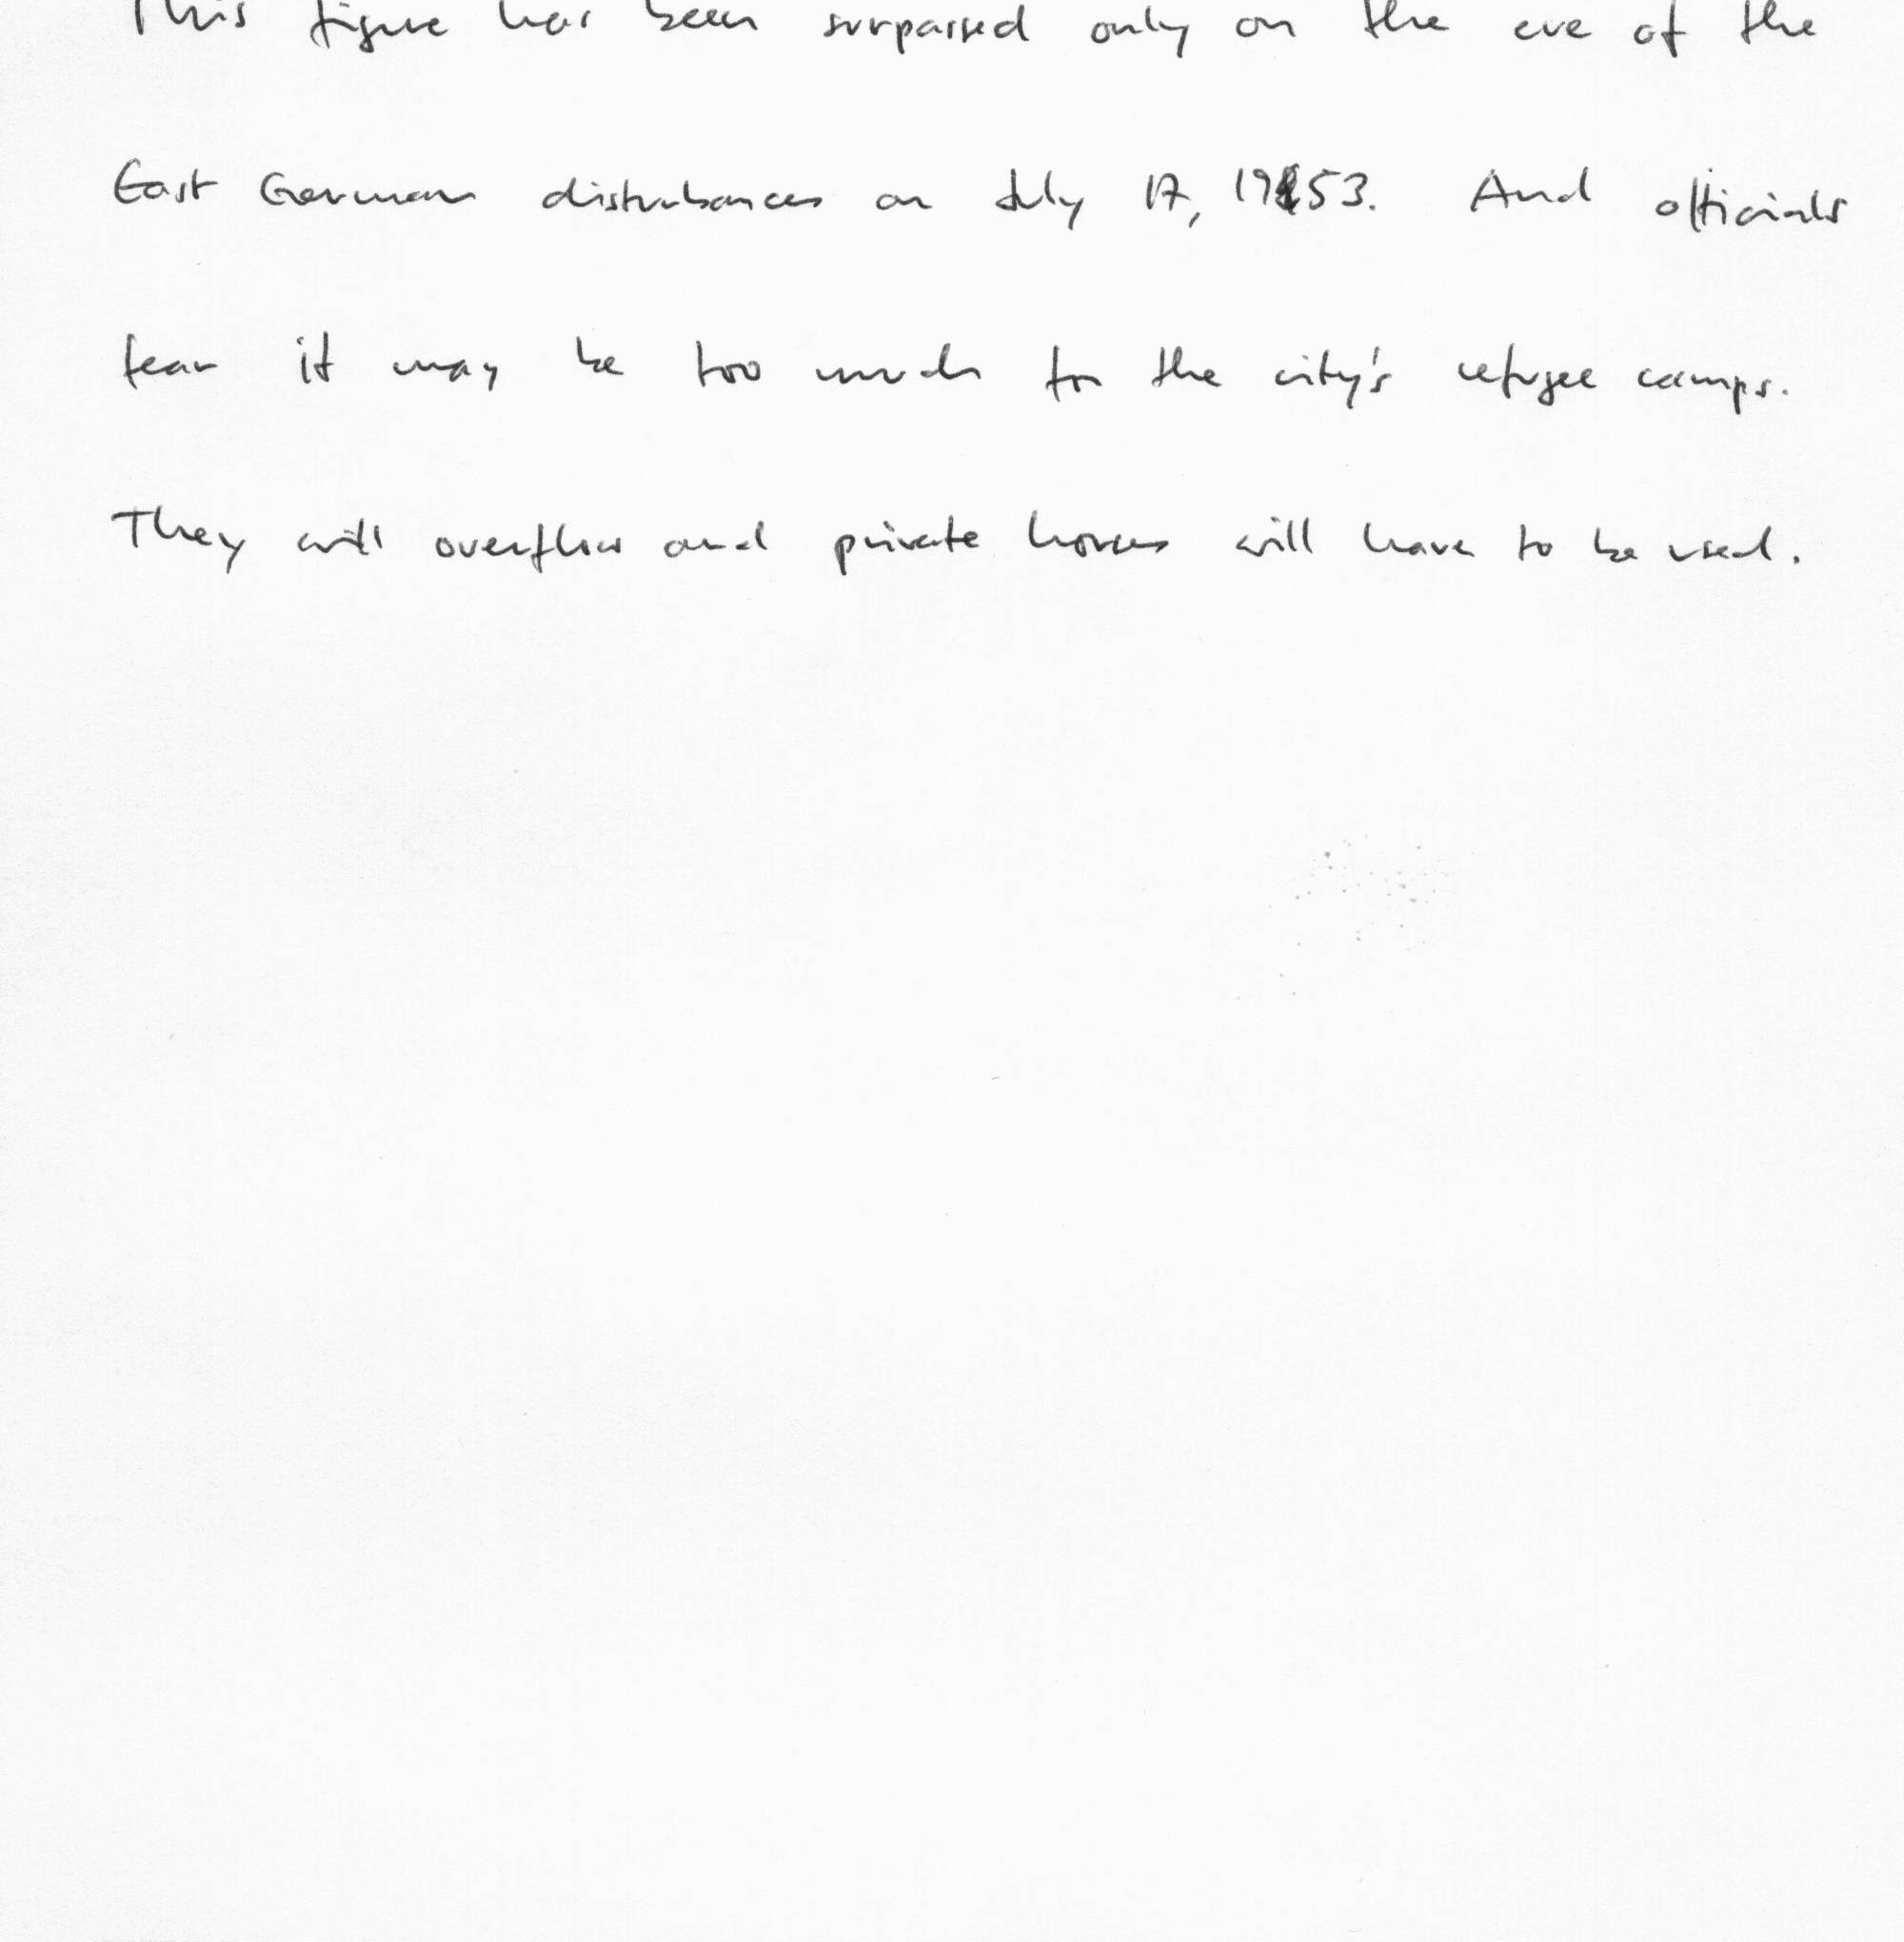 This figure has been surpassed only on the eve of the
East German disturbances on July 17, 1953. And officials
fear it may be too much for the city's refugee camps.
They will overflow and private homes will have to be used.